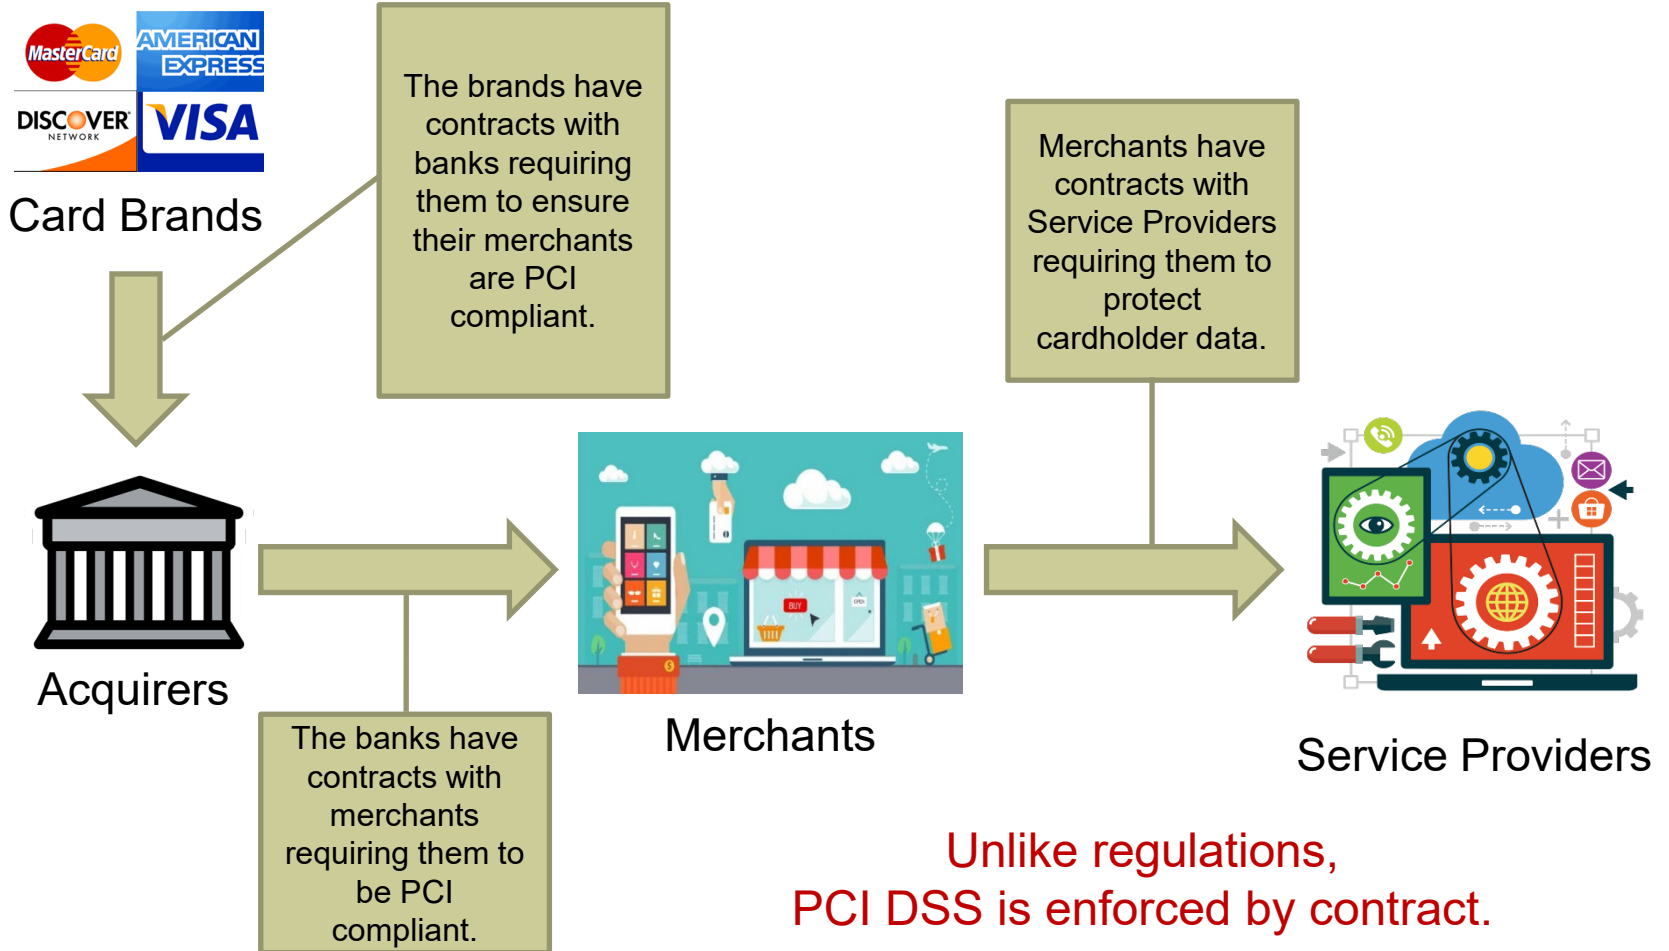 MasterCard
AMERICAN
EXPRESS
DISCOVER
NETWORK
VISA
Card Brands
The brands have
contracts with
banks requiring
them to ensure
their merchants
are PCI
compliant.
Merchants have
contracts with
Service Providers
requiring them to
protect
cardholder data.
BUY
OPEN
Acquirers
Merchants
Service Providers
The banks have
contracts with
merchants
requiring them to
be PCI
compliant.
Unlike regulations,
PCI DSS is enforced by contract.